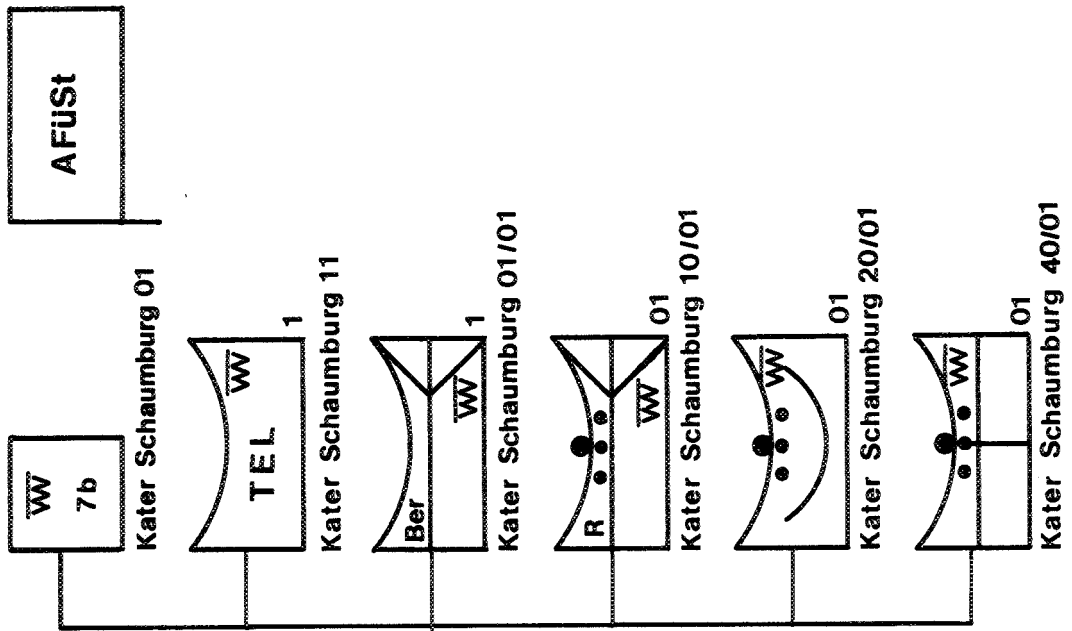 AFüSt
W
7b
Kater Schaumburg 01
W
TEL
1
Kater Schaumburg 11
Ber
W
1
Kater Schaumburg 01/01
R
W
01
Kater Schaumburg 10/01
W
01
Kater Schaumburg 20/01
W
01
Kater Schaumburg 40/01